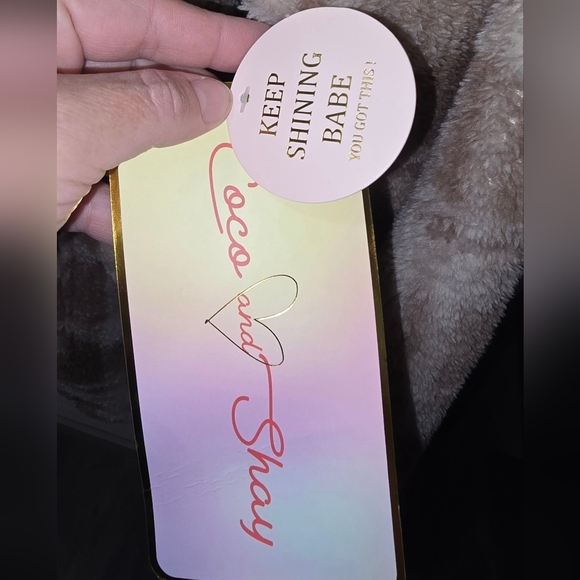 KEEP
SHINING
BABE
YOU GOT THIS!
Coco
and
Shay